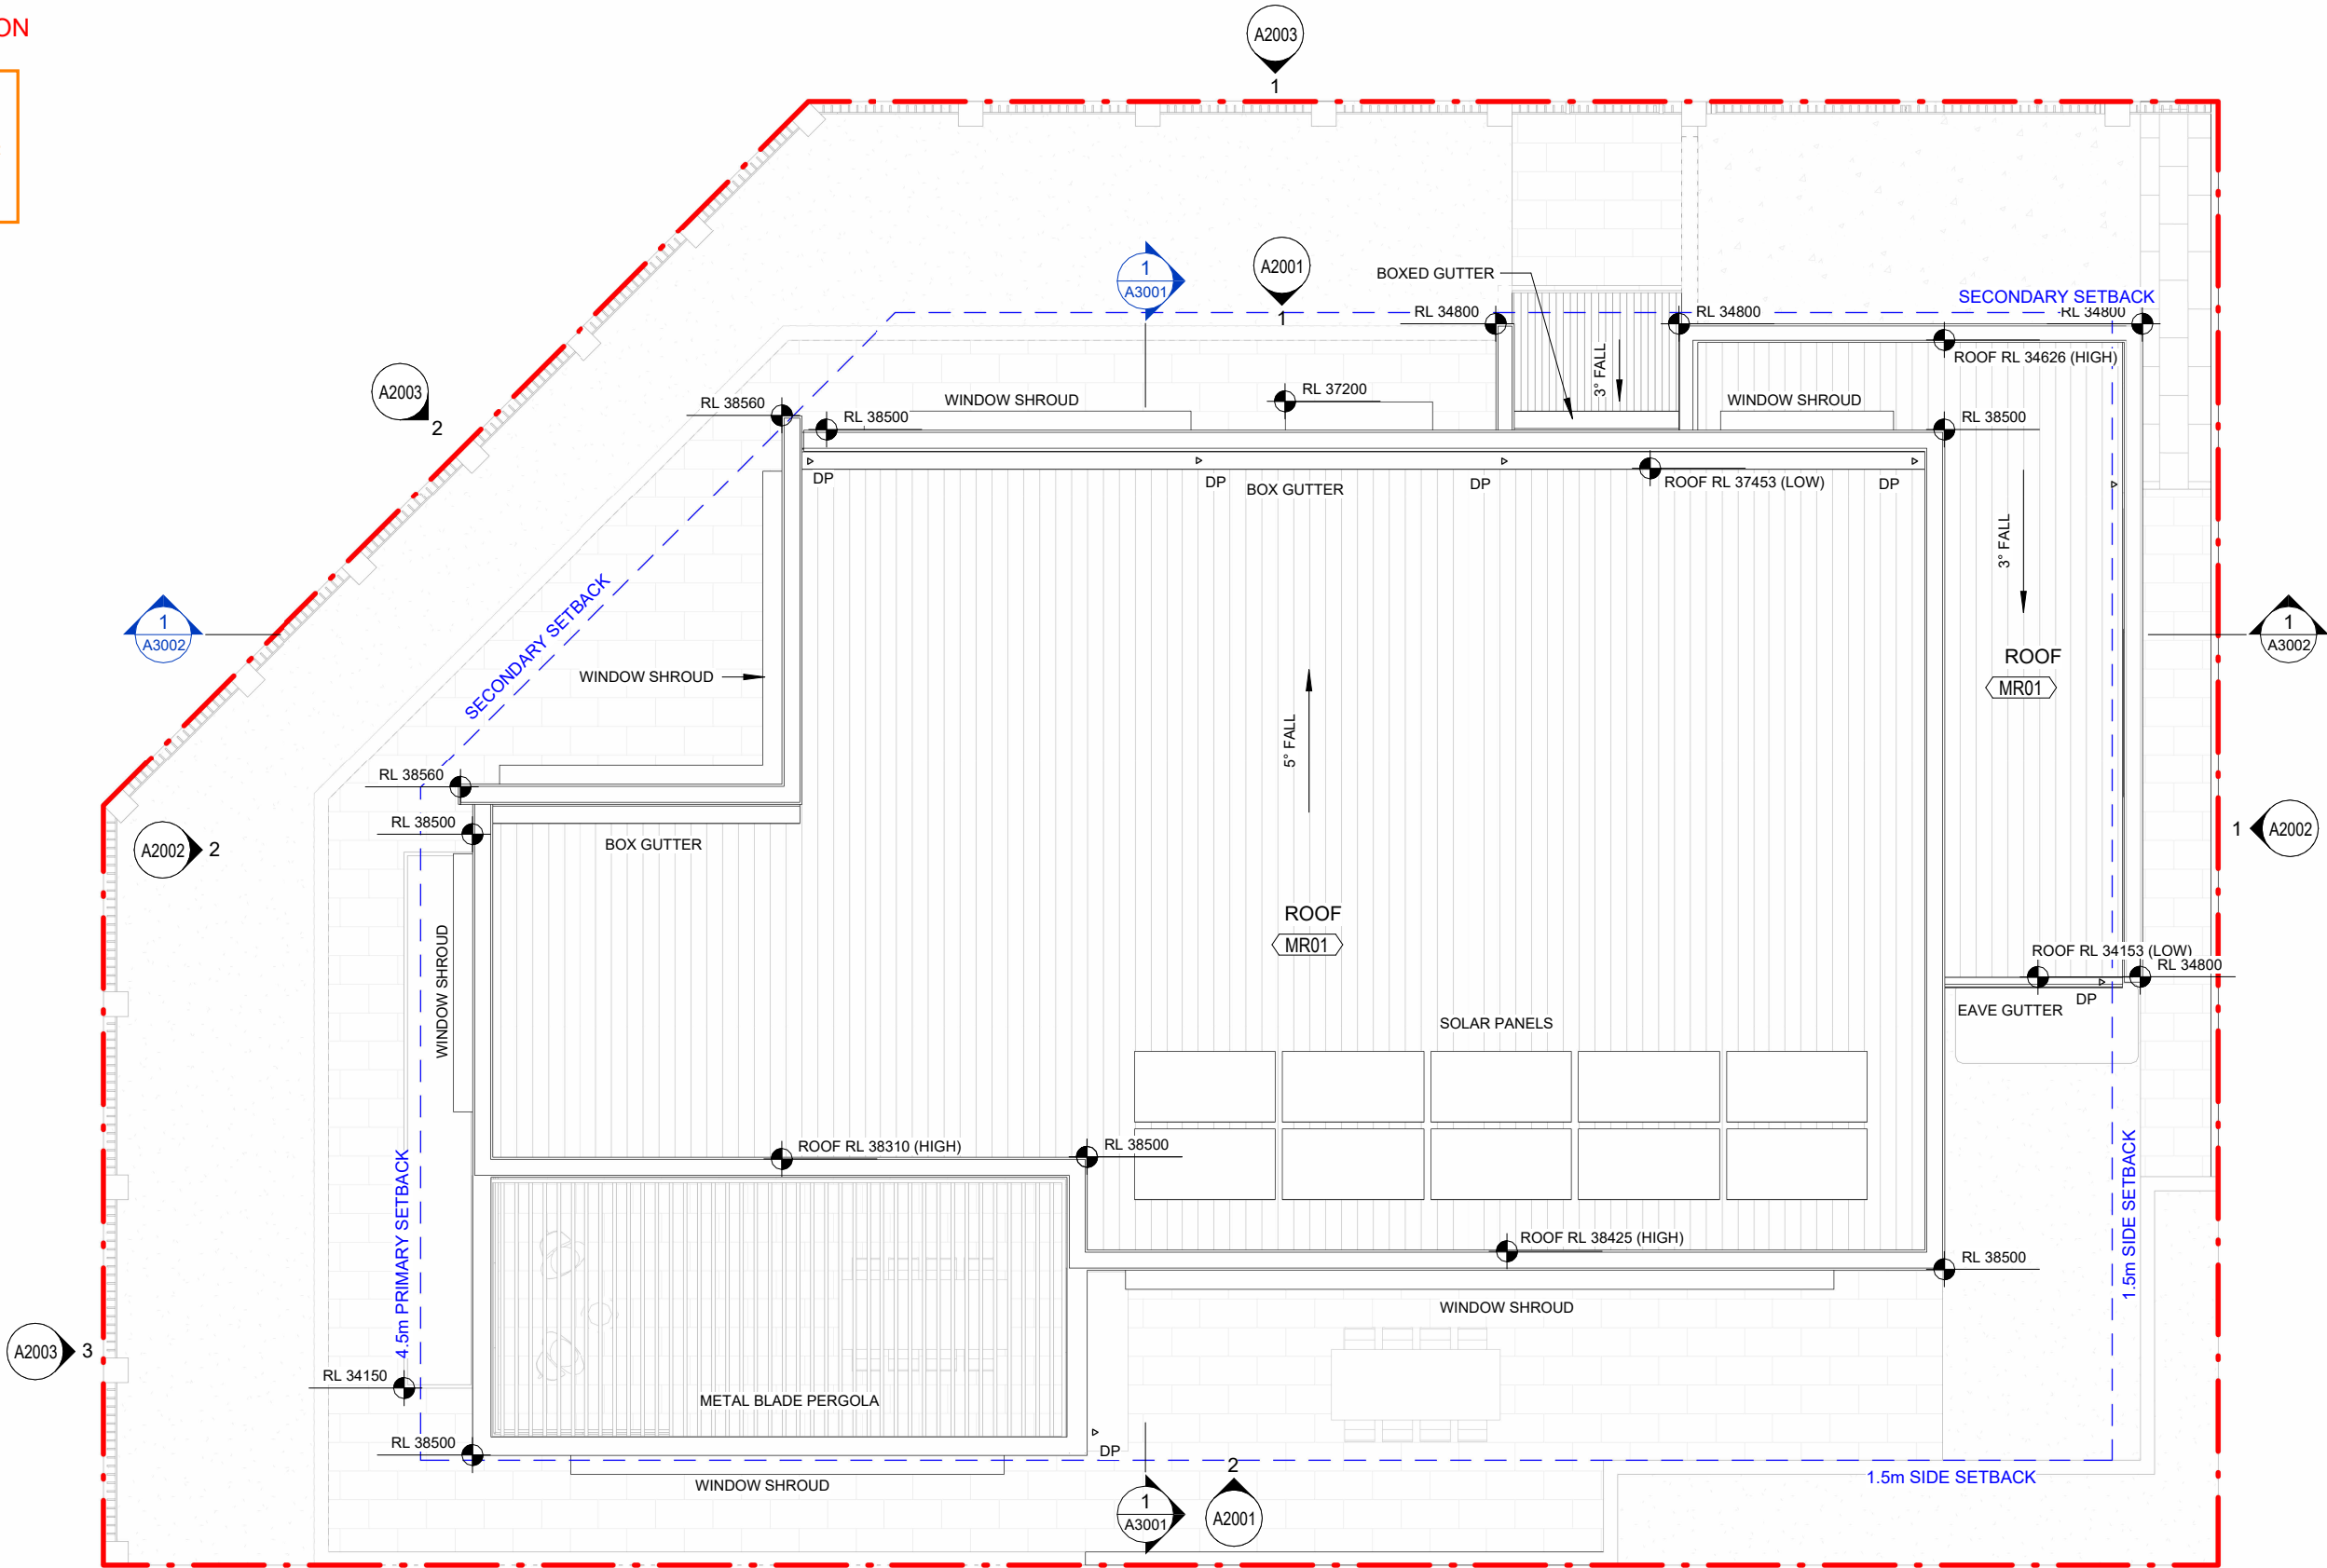 ON
A2003
1
1
A3001
A2001
1
BOXED GUTTER
SECONDARY SETBACK
RL 34800
RL 34800
RL 34800
ROOF RL 34626 (HIGH)
3° FALL
A2003
2
RL 38560
RL 38500
WINDOW SHROUD
RL 37200
WINDOW SHROUD
RL 38500
DP
DP
BOX GUTTER
DP
ROOF RL 37453 (LOW)
DP
3° FALL
1
A3002
SECONDARY SETBACK
WINDOW SHROUD
ROOF
MR01
1
A3002
5° FALL
RL 38560
RL 38500
BOX GUTTER
A2002
2
1
A2002
ROOF
MR01
WINDOW SHROUD
ROOF RL 34153 (LOW)
RL 34800
DP
EAVE GUTTER
SOLAR PANELS
ROOF RL 38310 (HIGH)
RL 38500
4.5m PRIMARY SETBACK
1.5m SIDE SETBACK
ROOF RL 38425 (HIGH)
RL 38500
WINDOW SHROUD
A2003
3
RL 34150
METAL BLADE PERGOLA
RL 38500
DP
WINDOW SHROUD
1
A3001
2
A2001
1.5m SIDE SETBACK